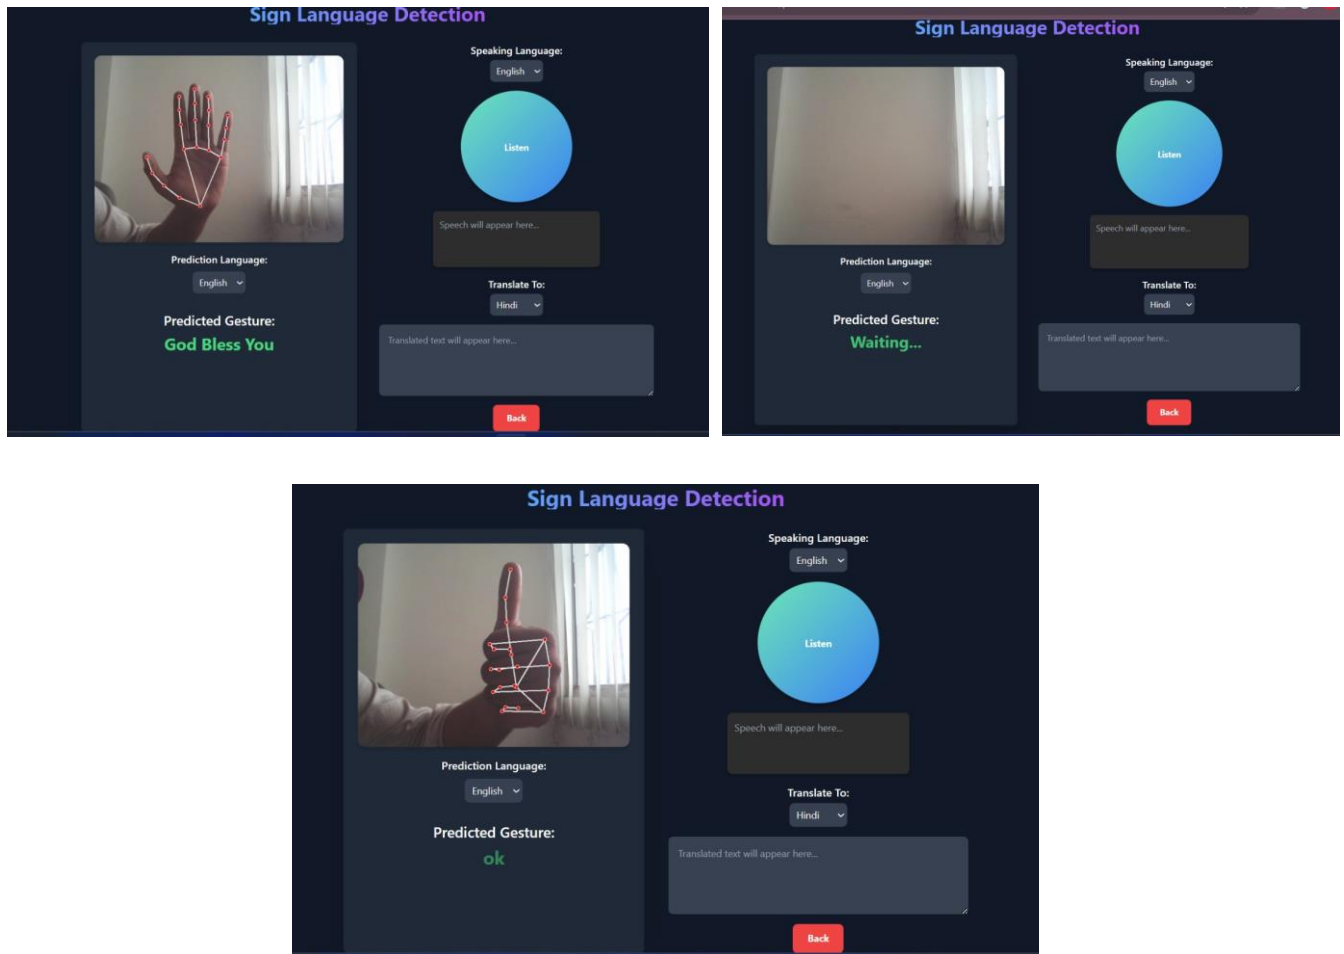 Sign Language Detection
Speaking Language:
English
Listen
Speech will appear here...
Prediction Language:
English
Translate To:
Hindi
Predicted Gesture:
God Bless You
Translated text will appear here...
Back
Sign Language Detection
Speaking Language:
English
Listen
Speech will appear here...
Prediction Language:
English
Translate To:
Hindi
Predicted Gesture:
Waiting...
Translated text will appear here...
Back
Sign Language Detection
Speaking Language:
English
Listen
Speech will appear here...
Prediction Language:
English
Translate To:
Hindi
Predicted Gesture:
ok
Translated text will appear here...
Back